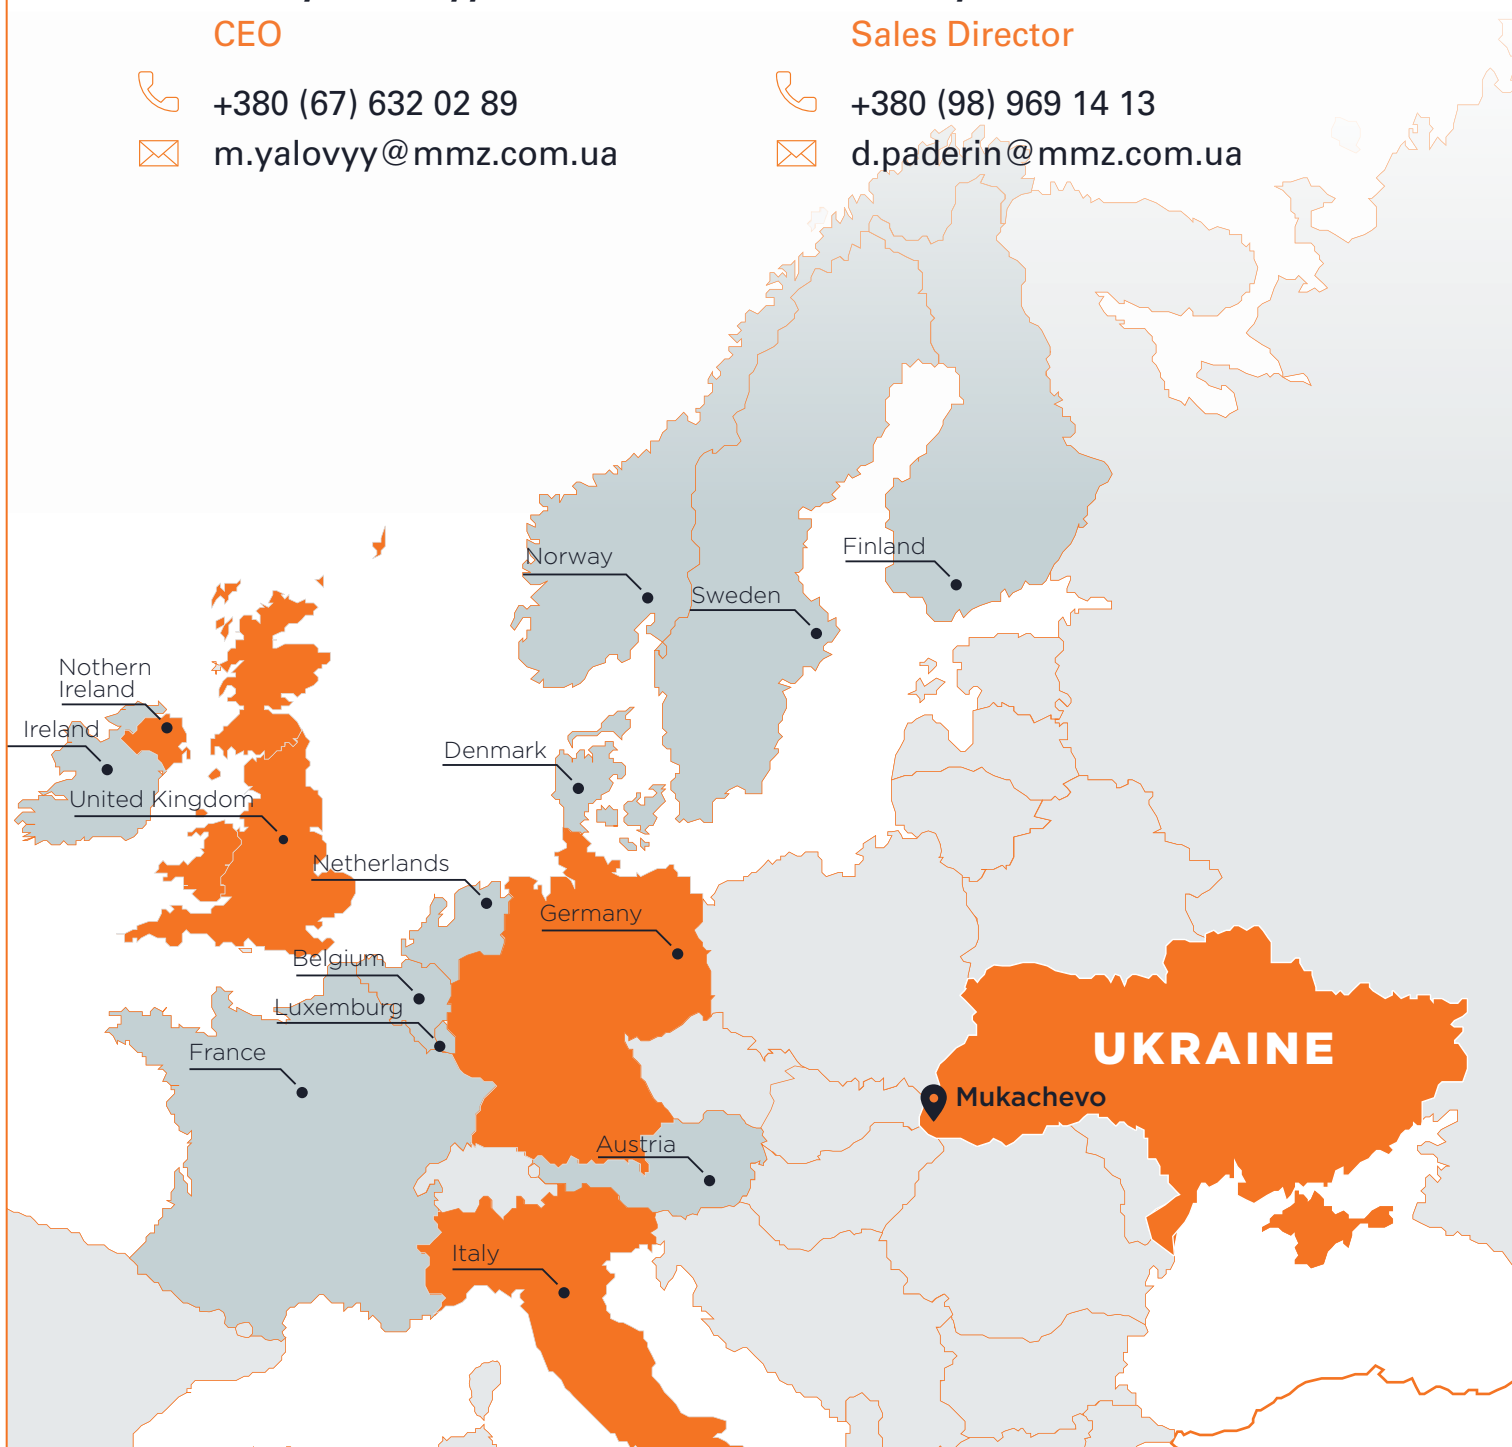 CEO
+380 (67) 632 02 89
m.yalovyy@mmz.com.ua
Sales Director
+380 (98) 969 14 13
d.paderin@mmz.com.ua
Norway
Finland
Sweden
Nothern
Ireland
Ireland
Denmark
United Kingdom
Netherlands
Germany
Belgium
Luxemburg
France
UKRAINE
Mukachevo
Austria
Italy